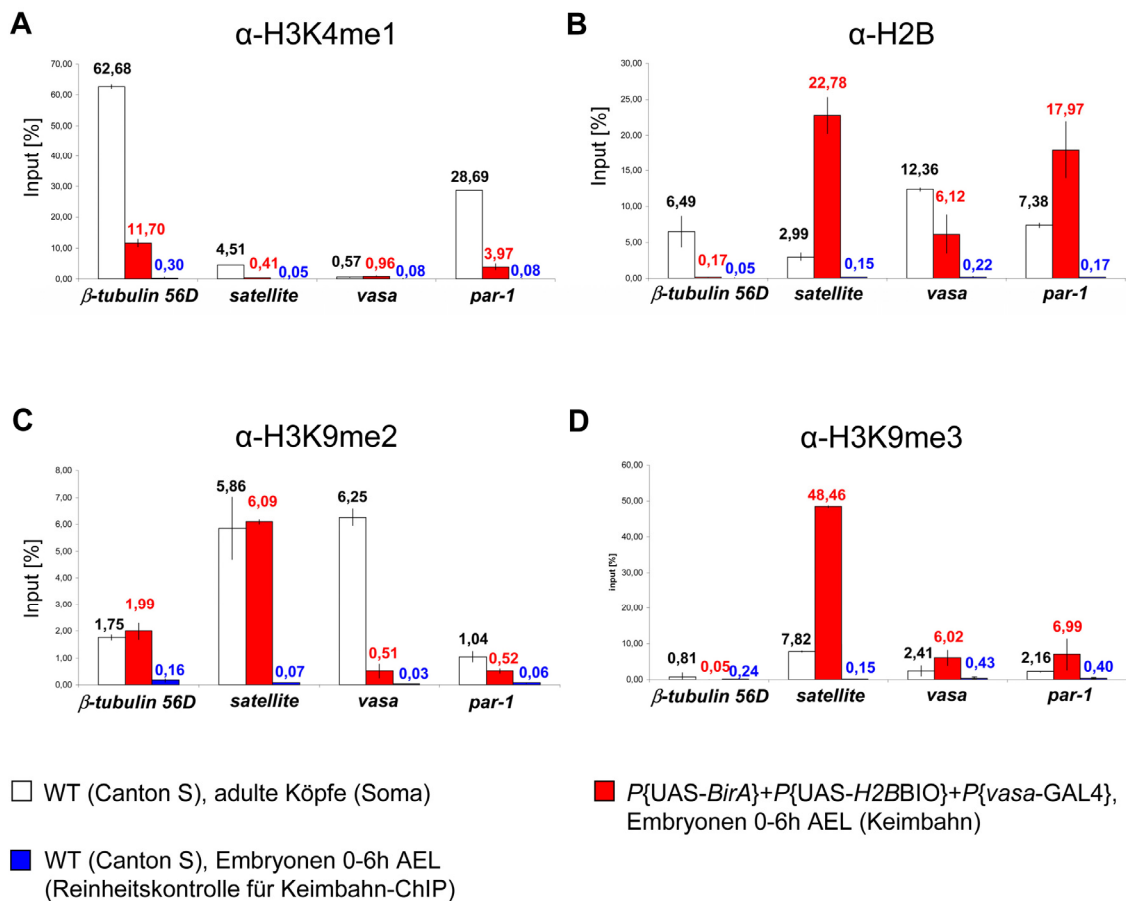 A
α-H3K4me1
Input [%]
70,00
60,00
50,00
40,00
30,00
20,00
10,00
0,00
62,68
11,70
0,30
4,51
0,41
0,05
0,57
0,96
0,08
28,69
3,97
0,08
β-tubulin 56D
satellite
vasa
par-1
B
α-H2B
Input [%]
30,00
25,00
20,00
15,00
10,00
5,00
0,00
6,49
0,17
0,05
2,99
22,78
0,15
12,36
6,12
0,22
7,38
17,97
0,17
β-tubulin 56D
satellite
vasa
par-1
C
α-H3K9me2
Input [%]
8,00
7,00
6,00
5,00
4,00
3,00
2,00
1,00
0,00
1,75
1,99
0,16
5,86
6,09
0,07
6,25
0,51
0,03
1,04
0,52
0,06
β-tubulin 56D
satellite
vasa
par-1
D
α-H3K9me3
input [%]
60,00
50,00
40,00
30,00
20,00
10,00
0,00
0,81
0,05
0,24
7,82
48,46
0,15
2,41
6,02
0,43
2,16
6,99
0,40
β-tubulin 56D
satellite
vasa
par-1
WT (Canton S), adulte Köpfe (Soma)
WT (Canton S), Embryonen 0-6h AEL
(Reinheitskontrolle für Keimbahn-ChIP)
P{UAS-BirA}+P{UAS-H2BBIO}+P{vasa-GAL4},
Embryonen 0-6h AEL (Keimbahn)